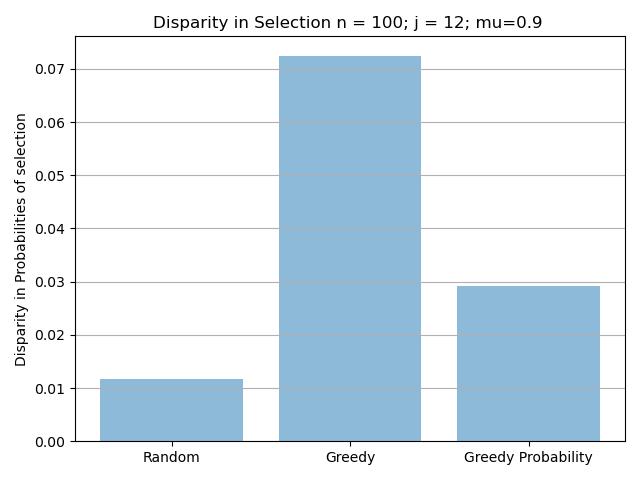 Disparity in Selection n = 100; j = 12; mu=0.9
Disparity in Probabilities of selection
0.07
0.06
0.05
0.04
0.03
0.02
0.01
0.00
Random
Greedy
Greedy Probability